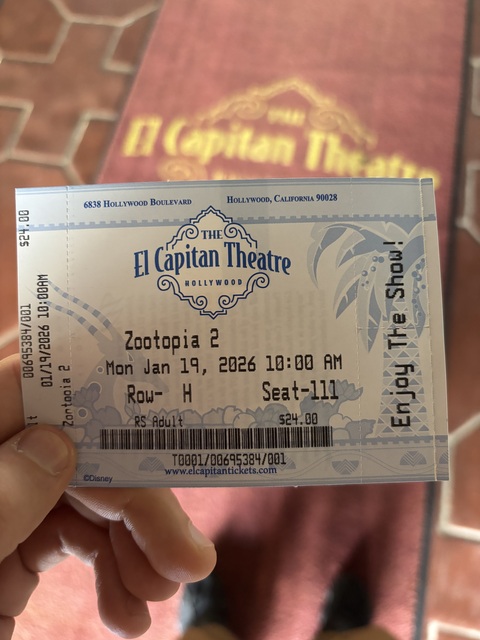 THE
El Capitan Theatre
6838 HOLLYWOOD BOULEVARD HOLLYWOOD, CALIFORNIA 90028
THE
El Capitan Theatre
HOLLYWOOD
Zootopia 2
Mon Jan 19, 2026 10:00 AM
Row- H Seat-111
RS Adult $24.00
T0001/00695384/001
www.elcapitantickets.com
©Disney
Enjoy The Show!
$24.00
00695384/001
01/19/2026 10:00AM
Zootopia 2